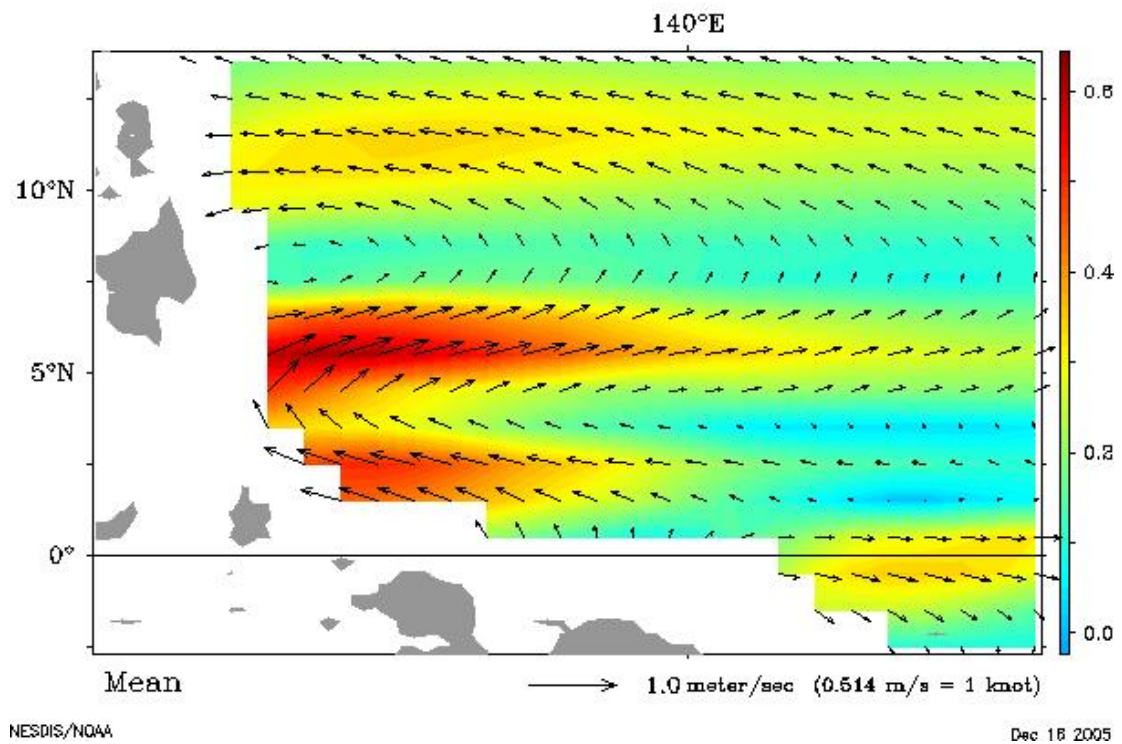 140°E
10°N
5°N
0°
0.6
0.4
0.2
0.0
Mean
1.0 meter/sec (0.514 m/s = 1 knot)
NESDIS/NOAA
Dec 16 2005